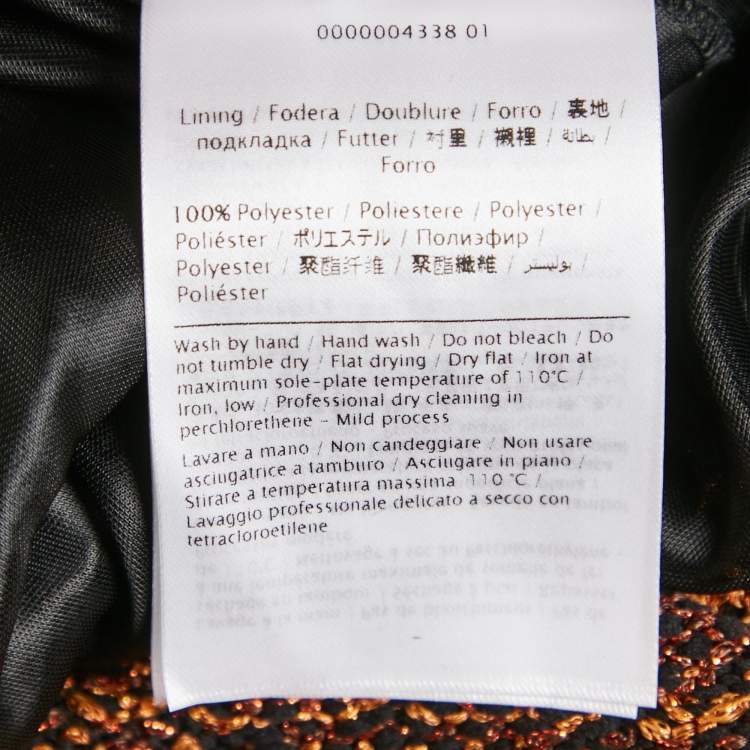 0000004338 01
Lining / Fodera / Doublure / Forro / 裏地 /
подкладка / Futter / 衬里 / 襯裡 / بطانة /
Forro
100% Polyester / Poliestere / Polyester /
Poliéster / ポリエステル / Полиэфир /
Polyester / 聚酯纤维 / 聚酯纖維 / بوليستر /
Poliéster
Wash by hand / Hand wash / Do not bleach / Do
not tumble dry / Flat drying / Dry flat / Iron at
maximum sole-plate temperature of 110°C /
Iron, low / Professional dry cleaning in
perchlorethene - Mild process
Lavare a mano / Non candeggiare / Non usare
asciugatrice a tamburo / Asciugare in piano /
Stirare a temperatura massima 110 °C /
Lavaggio professionale delicato a secco con
tetracloroetilene